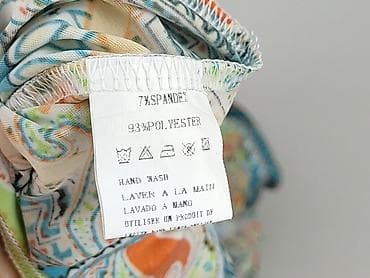 7%SPANDEX
93%POLYESTER
HAND WASH
LAVER A LA MAIN
LAVADO A MANO
UTILISER UN PRODUIT DE